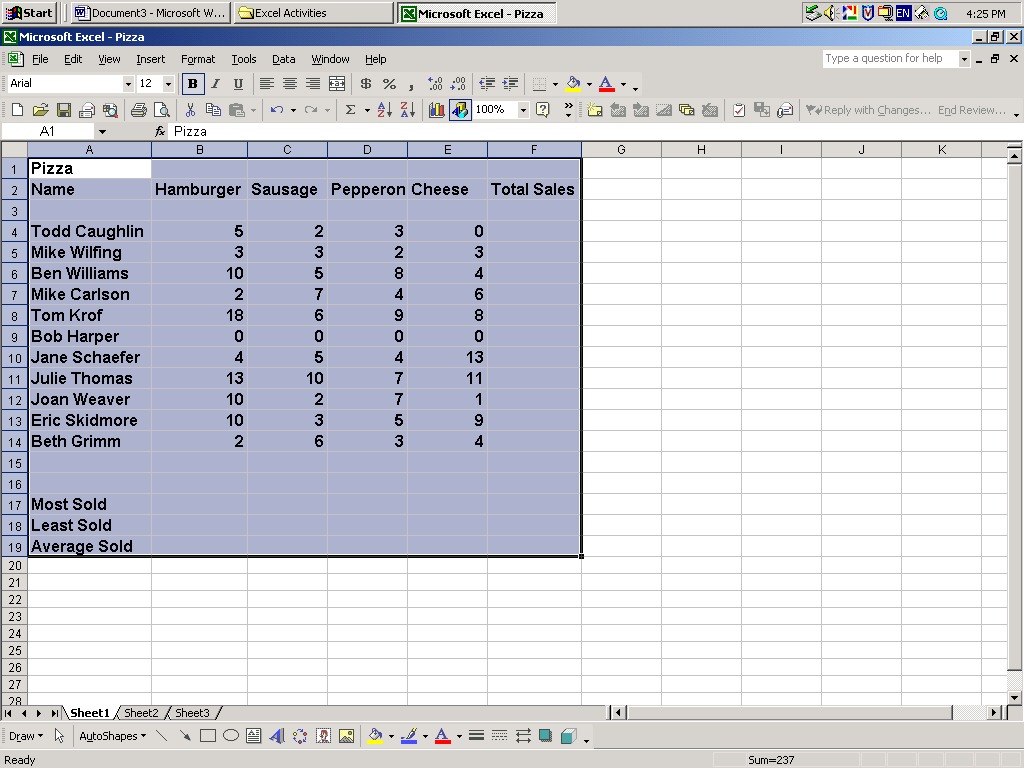 Start Document3 - Microsoft W... Excel Activities Microsoft Excel - Pizza EN 4:25 PM
Microsoft Excel - Pizza
File Edit View Insert Format Tools Data Window Help Type a question for help
Arial 12 B I U $ % ,
Σ 100% Reply with Changes... End Review...
A1 fx Pizza
A B C D E F G H I J K
1 Pizza
2 Name Hamburger Sausage Pepperon Cheese Total Sales
3
4 Todd Caughlin 5 2 3 0
5 Mike Wilfing 3 3 2 3
6 Ben Williams 10 5 8 4
7 Mike Carlson 2 7 4 6
8 Tom Krof 18 6 9 8
9 Bob Harper 0 0 0 0
10 Jane Schaefer 4 5 4 13
11 Julie Thomas 13 10 7 11
12 Joan Weaver 10 2 7 1
13 Eric Skidmore 10 3 5 9
14 Beth Grimm 2 6 3 4
15
16
17 Most Sold
18 Least Sold
19 Average Sold
20
21
22
23
24
25
26
27
28
Sheet1 Sheet2 Sheet3
Draw AutoShapes
Ready Sum=237